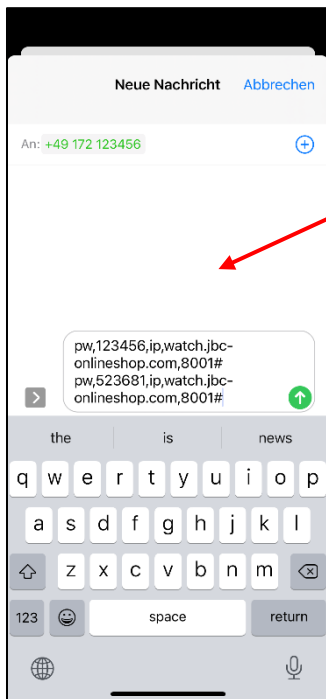 Neue Nachricht Abbrechen
An: +49 172 123456
pw,123456,ip,watch.jbc-
onlineshop.com,8001#
pw,523681,ip,watch.jbc-
onlineshop.com,8001#
the is news
q w e r t y u i o p
a s d f g h j k l
z x c v b n m
123 space return